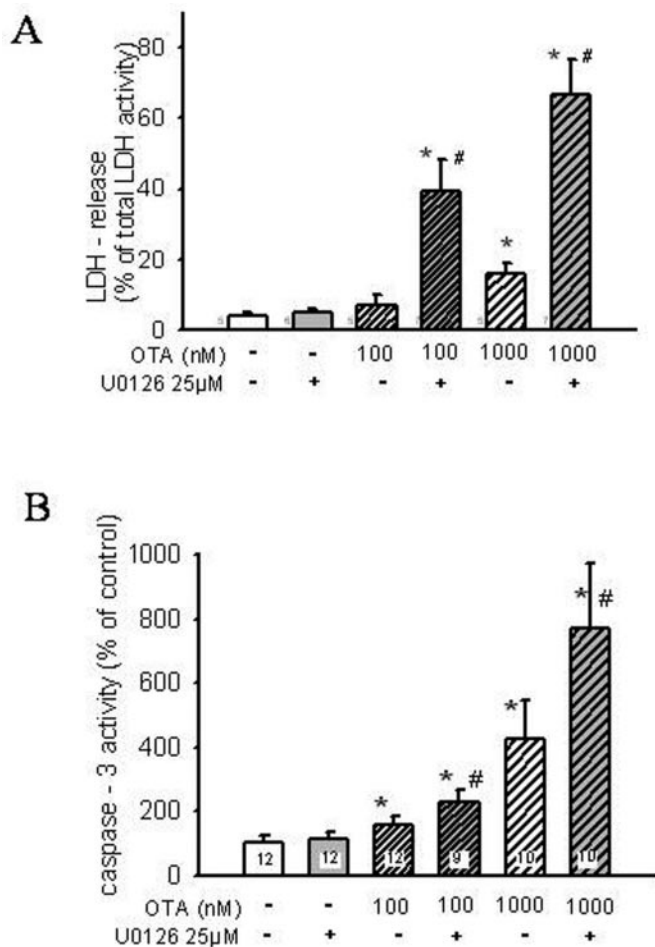 A
LDH - release
(% of total LDH activity)
80
60
40
20
0
* #
*
* #
OTA (nM) - - 100 100 1000 1000
U0126 25µM - + - + - +
B
caspase - 3 activity (% of control)
1000
800
600
400
200
0
*
* #
*
* #
12 12 12 9 10 10
OTA (nM) - - 100 100 1000 1000
U0126 25µM - + - + - +